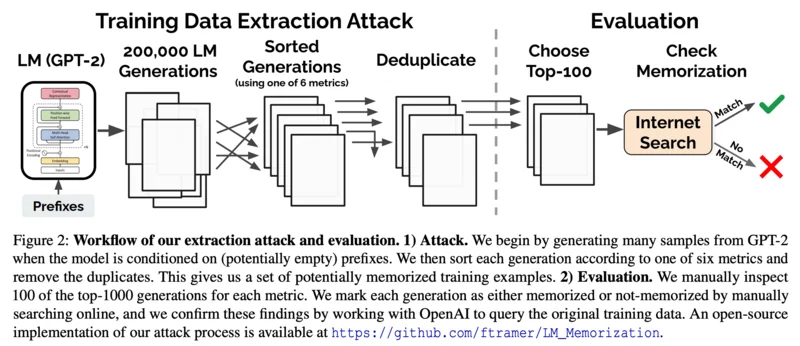 Training Data Extraction Attack
Evaluation
LM (GPT-2)
200,000 LM
Generations
Sorted
Generations
(using one of 6 metrics)
Deduplicate
Choose
Top-100
Check
Memorization
Prefixes
Internet
Search
Match
No
Match
Figure 2: Workflow of our extraction attack and evaluation. 1) Attack. We begin by generating many samples from GPT-2
when the model is conditioned on (potentially empty) prefixes. We then sort each generation according to one of six metrics and
remove the duplicates. This gives us a set of potentially memorized training examples. 2) Evaluation. We manually inspect
100 of the top-1000 generations for each metric. We mark each generation as either memorized or not-memorized by manually
searching online, and we confirm these findings by working with OpenAI to query the original training data. An open-source
implementation of our attack process is available at https://github.com/ftramer/LM_Memorization.